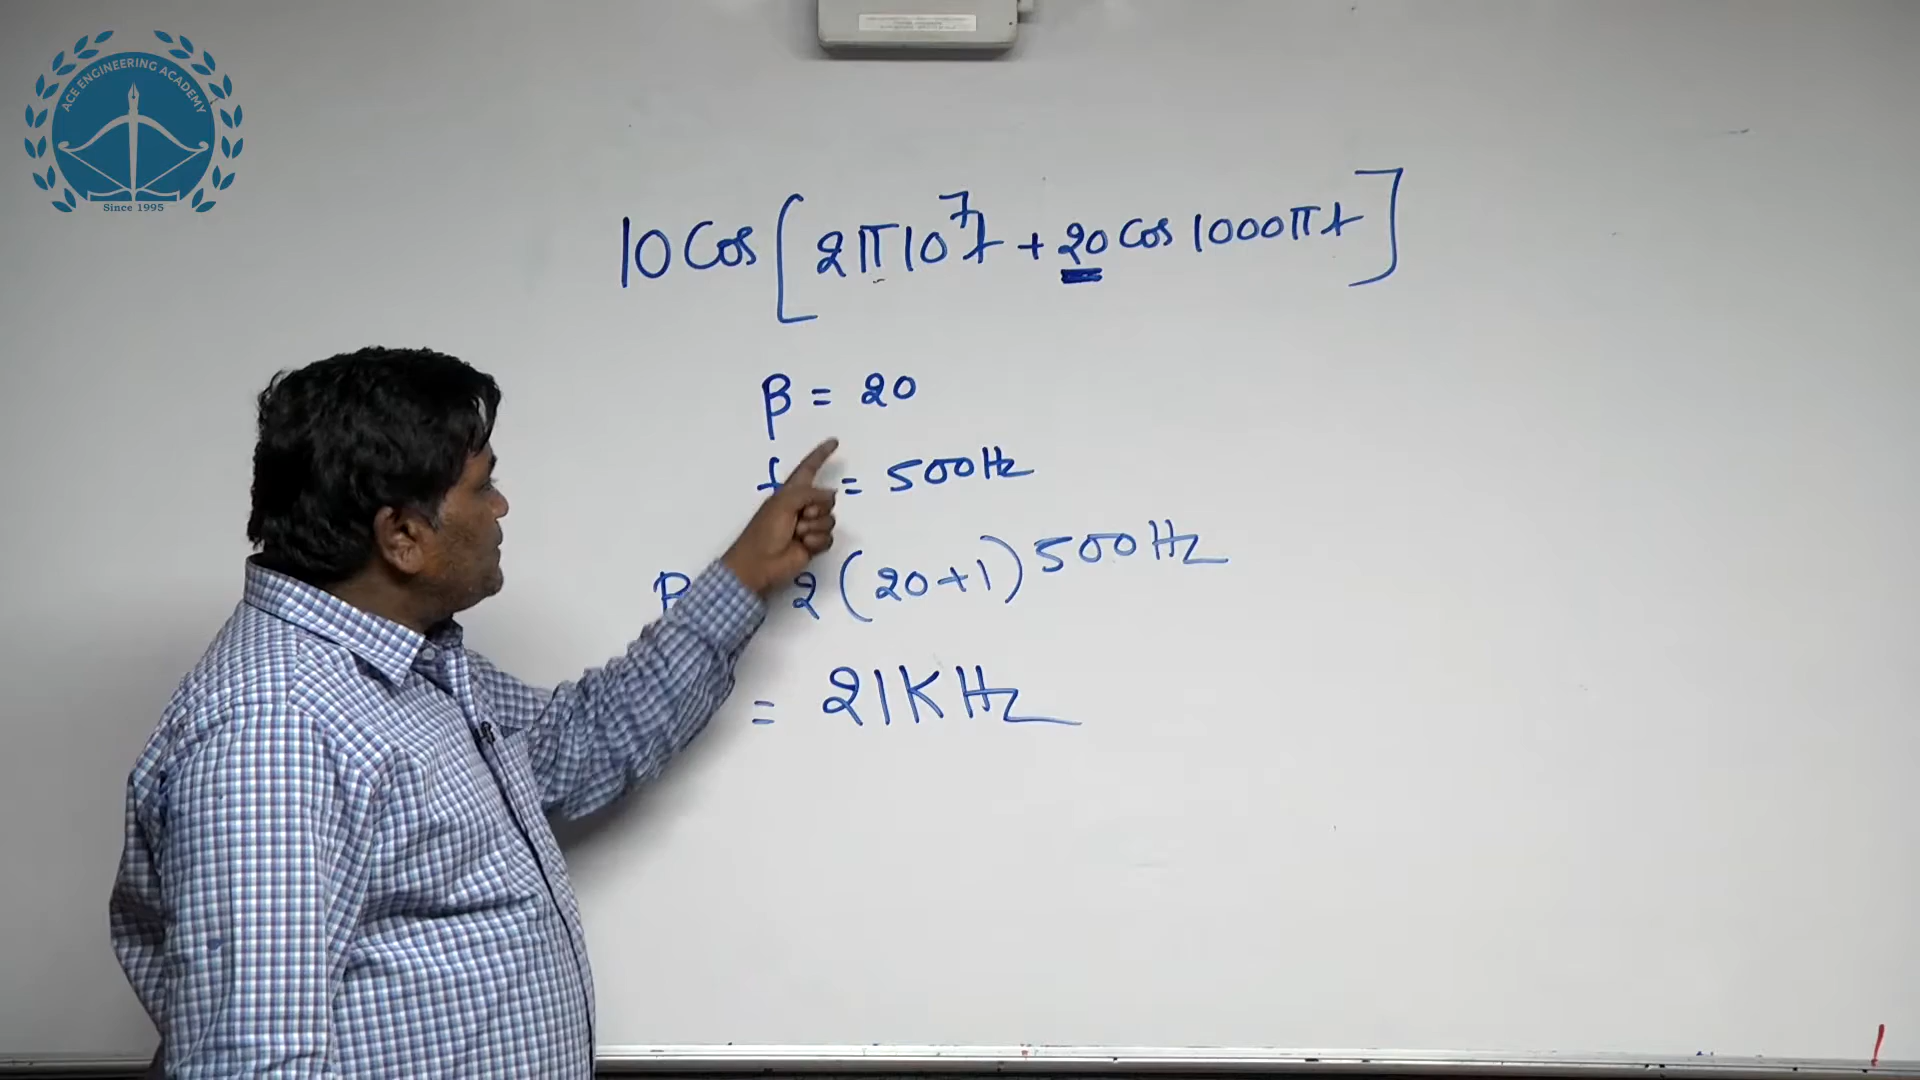 ACE ENGINEERING ACADEMY
Since 1995
10 Cos [2π10⁷t + 20 Cos 1000πt]
β = 20
f = 500Hz
2 (20+1) 500Hz
= 21KHz